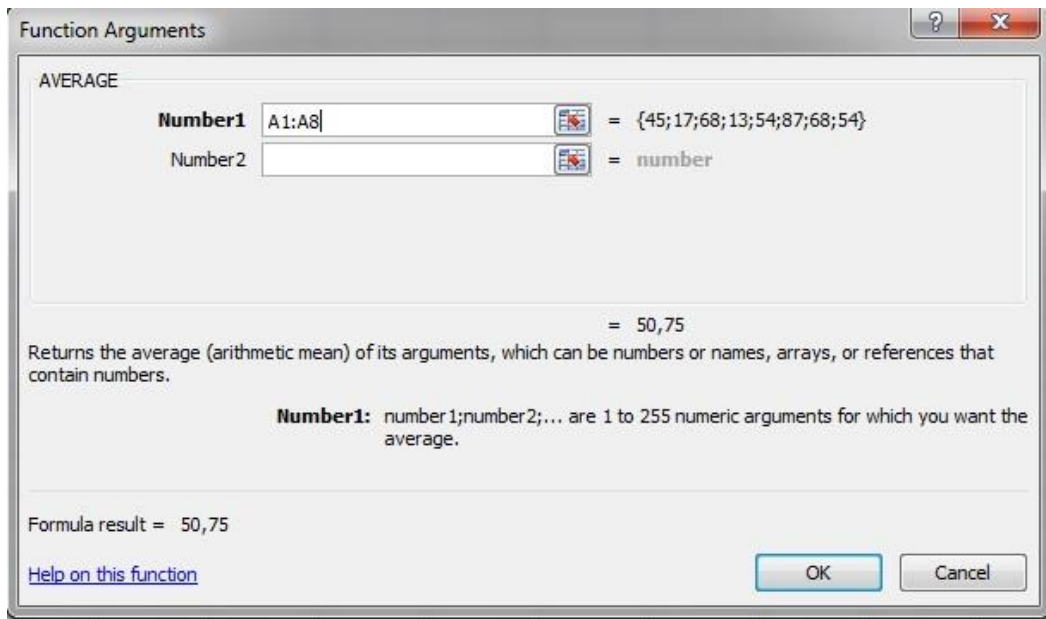 Function Arguments
?
AVERAGE
Number1 A1:A8 = {45;17;68;13;54;87;68;54}
Number2 = number
= 50,75
Returns the average (arithmetic mean) of its arguments, which can be numbers or names, arrays, or references that
contain numbers.
Number1: number1;number2;... are 1 to 255 numeric arguments for which you want the
average.
Formula result = 50,75
Help on this function
OK Cancel